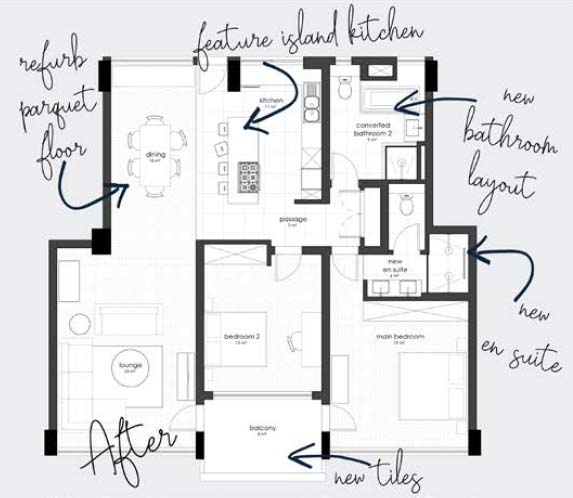 feature island kitchen
refurb
parquet
floor
kitchen
new
bathroom
layout
converted
bathroom 2
dining
passage
new
en suite
new
en suite
bedroom 2
main bedroom
lounge
balcony
After
new tiles